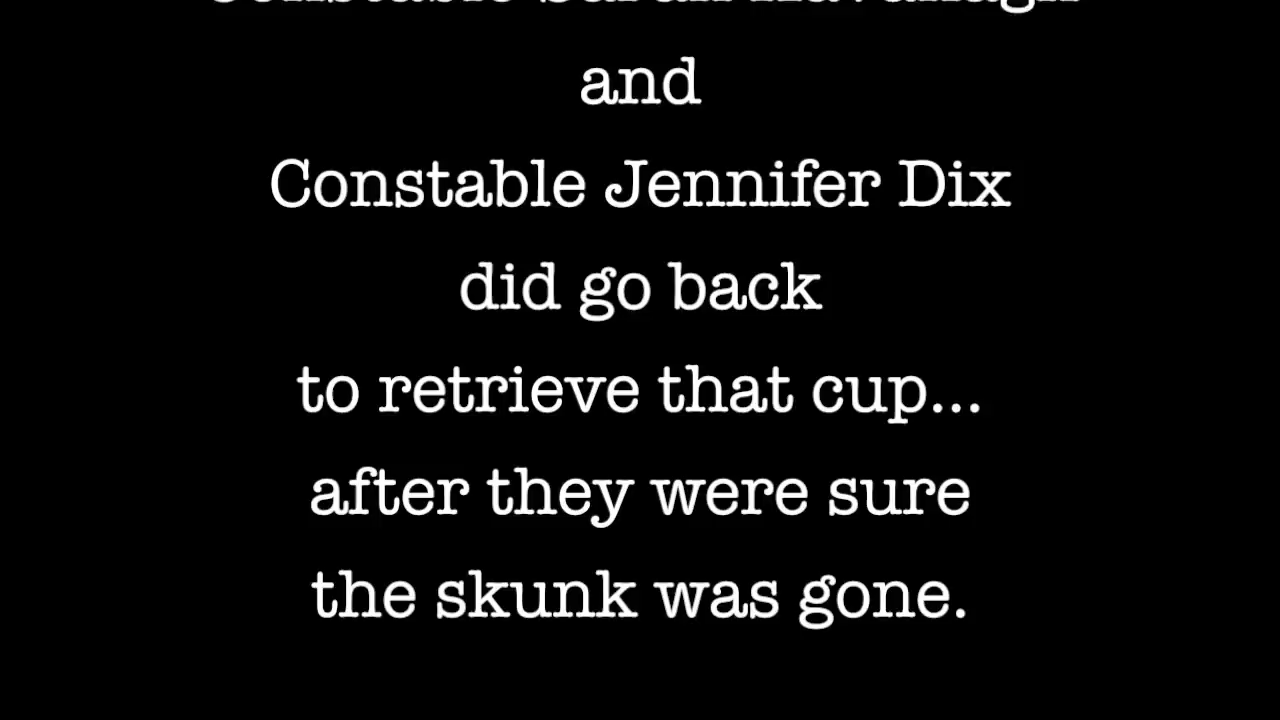 and
Constable Jennifer Dix
did go back
to retrieve that cup...
after they were sure
the skunk was gone.